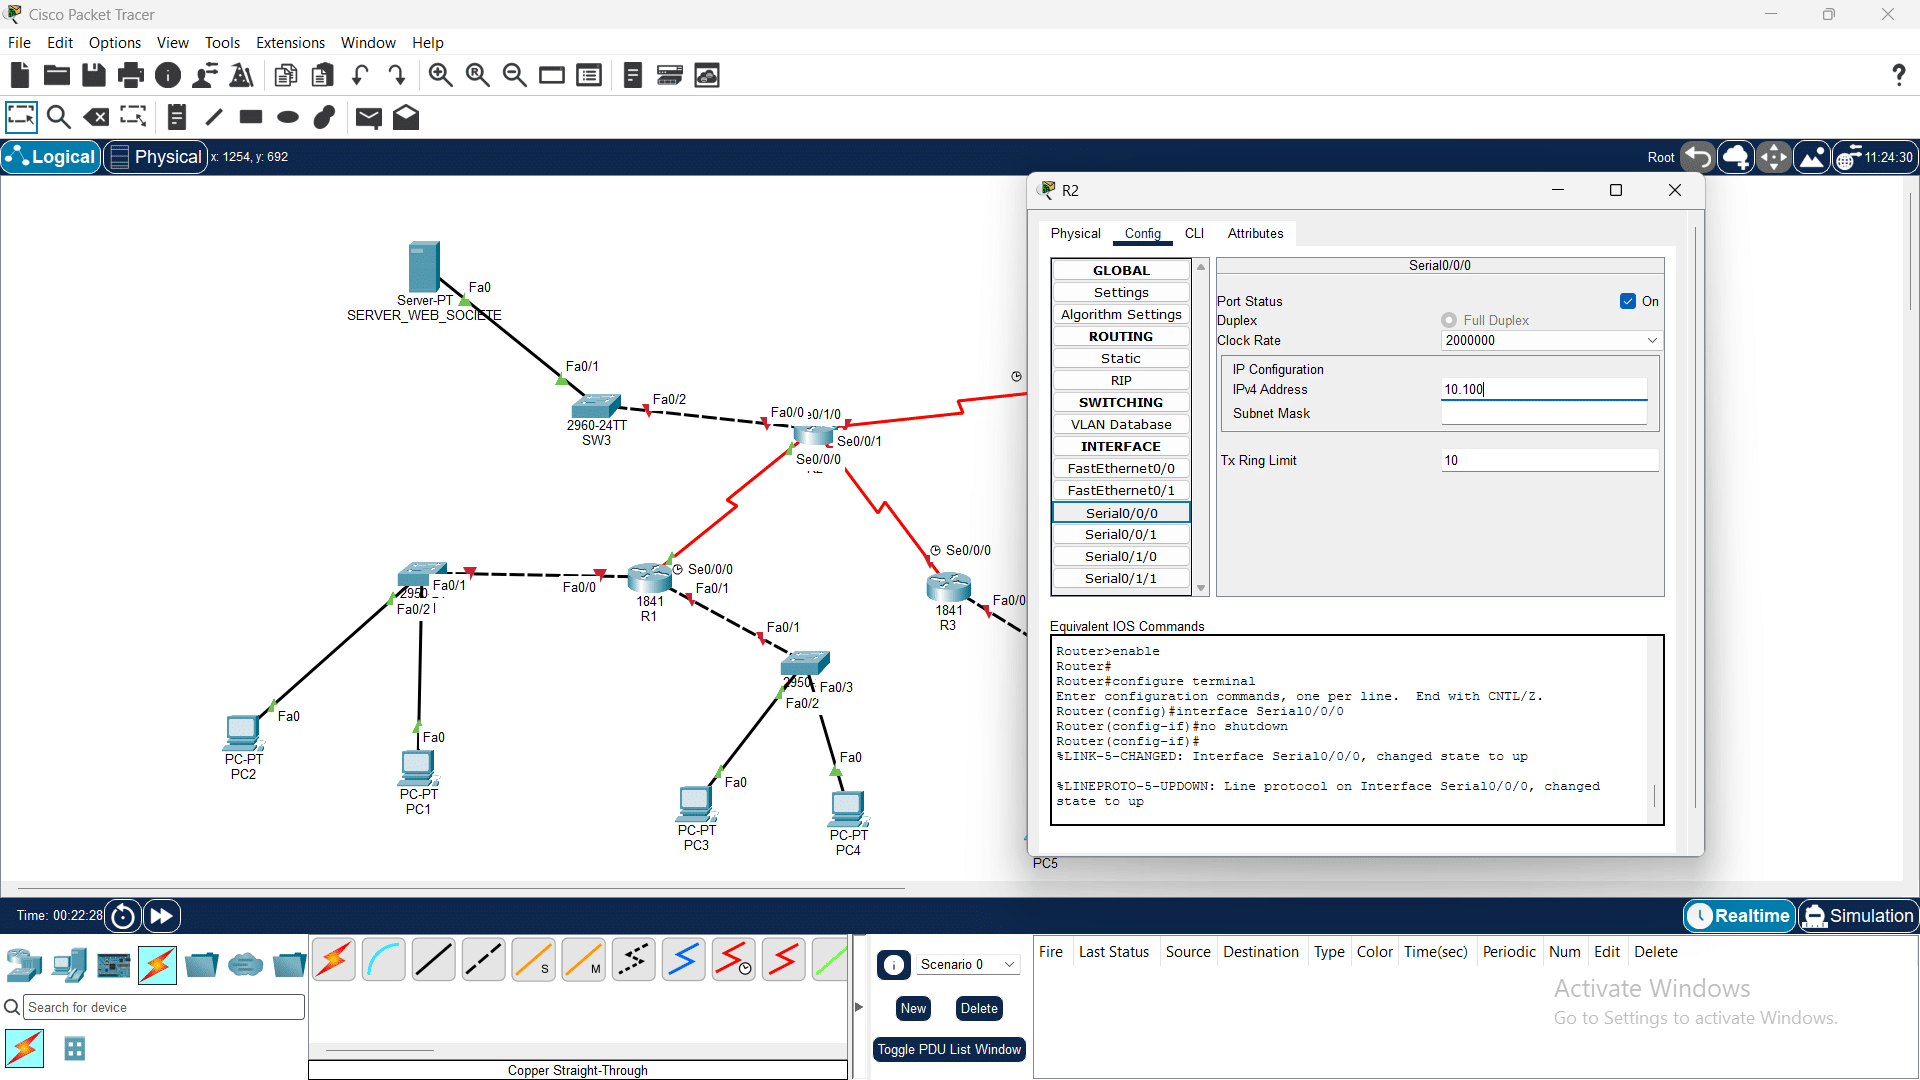 Cisco Packet Tracer
File Edit Options View Tools Extensions Window Help
Logical Physical x: 1254, y: 692 Root 11:24:30
R2
Physical Config CLI Attributes
GLOBAL
Settings
Algorithm Settings
ROUTING
Static
RIP
SWITCHING
VLAN Database
INTERFACE
FastEthernet0/0
FastEthernet0/1
Serial0/0/0
Serial0/0/1
Serial0/1/0
Serial0/1/1
Serial0/0/0
Port Status On
Duplex Full Duplex
Clock Rate 2000000
IP Configuration
IPv4 Address 10.100
Subnet Mask
Tx Ring Limit 10
Equivalent IOS Commands
Router>enable
Router#
Router#configure terminal
Enter configuration commands, one per line. End with CNTL/Z.
Router(config)#interface Serial0/0/0
Router(config-if)#no shutdown
Router(config-if)#
%LINK-5-CHANGED: Interface Serial0/0/0, changed state to up
%LINEPROTO-5-UPDOWN: Line protocol on Interface Serial0/0/0, changed
state to up
Fa0
Server-PT
SERVER_WEB_SOCIETE
Fa0/1
Fa0/2
2960-24TT
SW3
Fa0/0
Se0/0/1
Se0/0/0
Fa0/1
Fa0/2
Fa0/0
Se0/0/0
Fa0/1
1841
R1
Se0/0/0
1841
R3
Fa0/0
Fa0/1
Fa0/3
Fa0/2
Fa0
PC-PT
PC2
Fa0
PC-PT
PC1
Fa0
PC-PT
PC3
Fa0
PC-PT
PC4
PC5
Time: 00:22:28 Realtime Simulation
Search for device
S M
Copper Straight-Through
Scenario 0
New Delete
Toggle PDU List Window
Fire Last Status Source Destination Type Color Time(sec) Periodic Num Edit Delete
Activate Windows
Go to Settings to activate Windows.